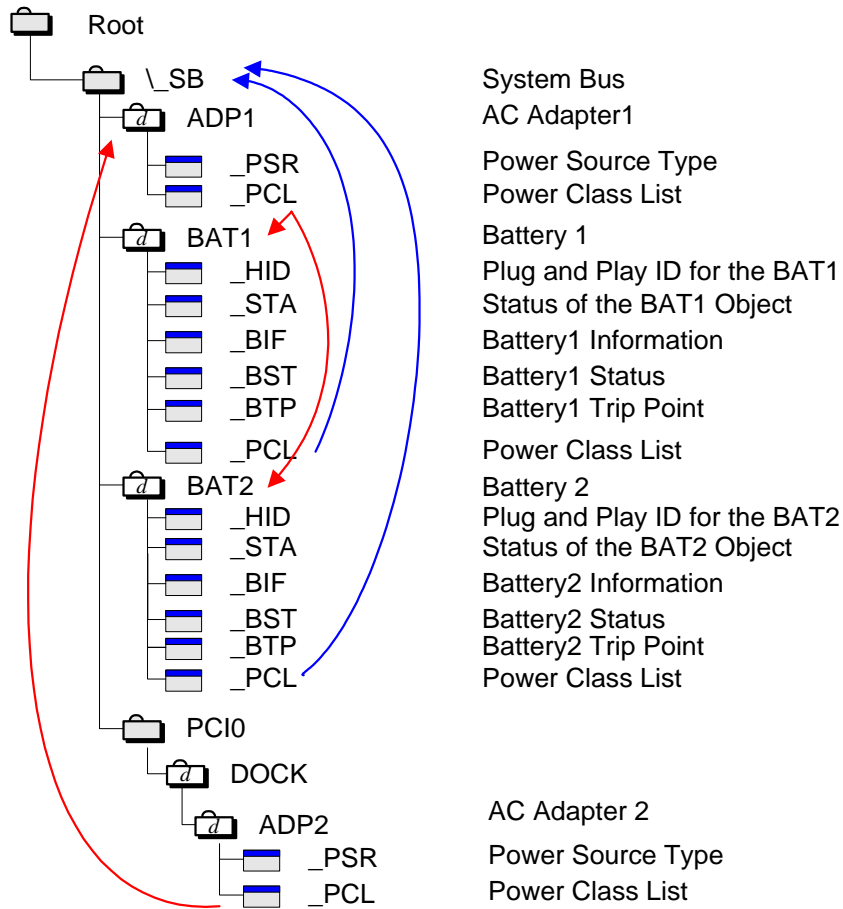 Root
\_SB System Bus
d ADP1 AC Adapter1
_PSR Power Source Type
_PCL Power Class List
d BAT1 Battery 1
_HID Plug and Play ID for the BAT1
_STA Status of the BAT1 Object
_BIF Battery1 Information
_BST Battery1 Status
_BTP Battery1 Trip Point
_PCL Power Class List
d BAT2 Battery 2
_HID Plug and Play ID for the BAT2
_STA Status of the BAT2 Object
_BIF Battery2 Information
_BST Battery2 Status
_BTP Battery2 Trip Point
_PCL Power Class List
PCI0
d DOCK
d ADP2 AC Adapter 2
_PSR Power Source Type
_PCL Power Class List